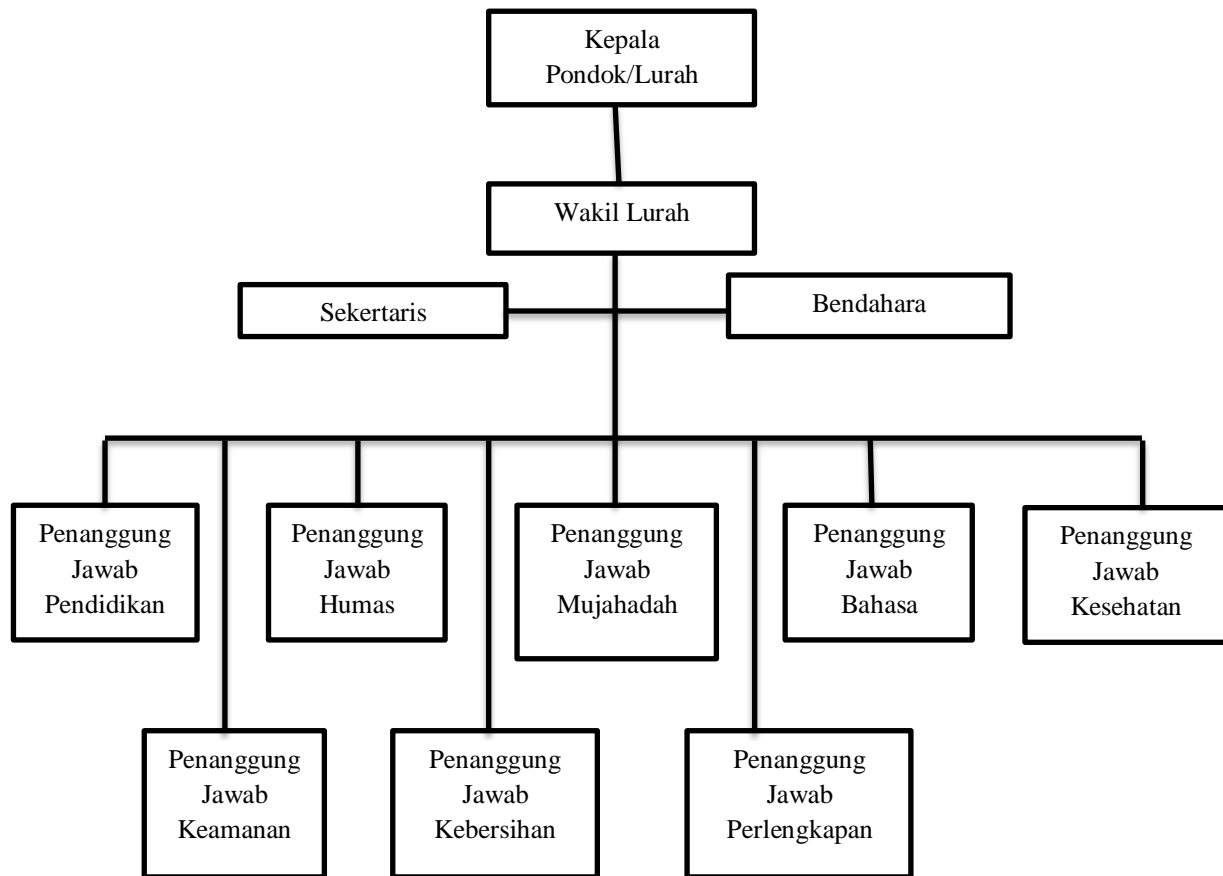 Kepala
Pondok/Lurah
Wakil Lurah
Sekertaris
Bendahara
Penanggung
Jawab
Pendidikan
Penanggung
Jawab
Humas
Penanggung
Jawab
Mujahadah
Penanggung
Jawab
Bahasa
Penanggung
Jawab
Kesehatan
Penanggung
Jawab
Keamanan
Penanggung
Jawab
Kebersihan
Penanggung
Jawab
Perlengkapan